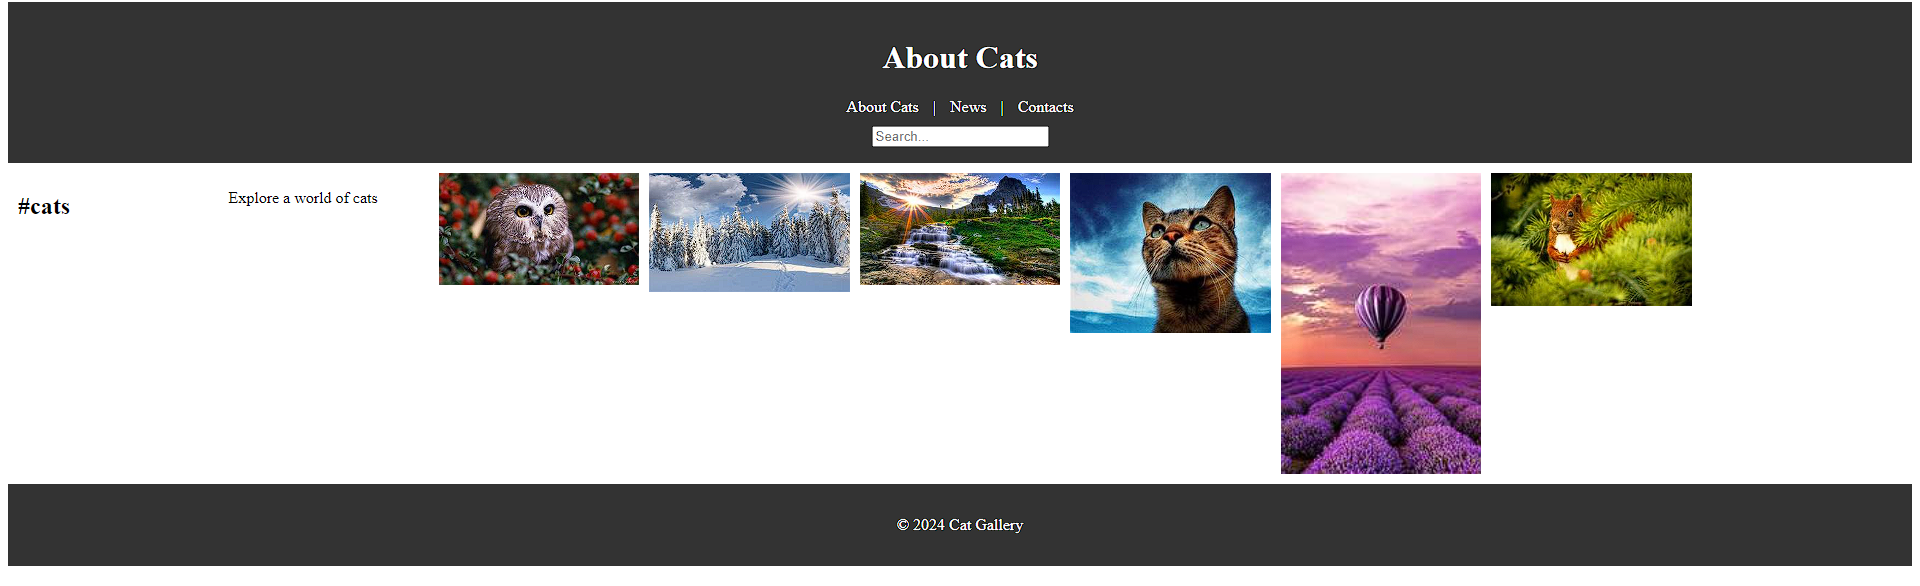 About Cats
About Cats | News | Contacts
Search...
#cats
Explore a world of cats
© 2024 Cat Gallery